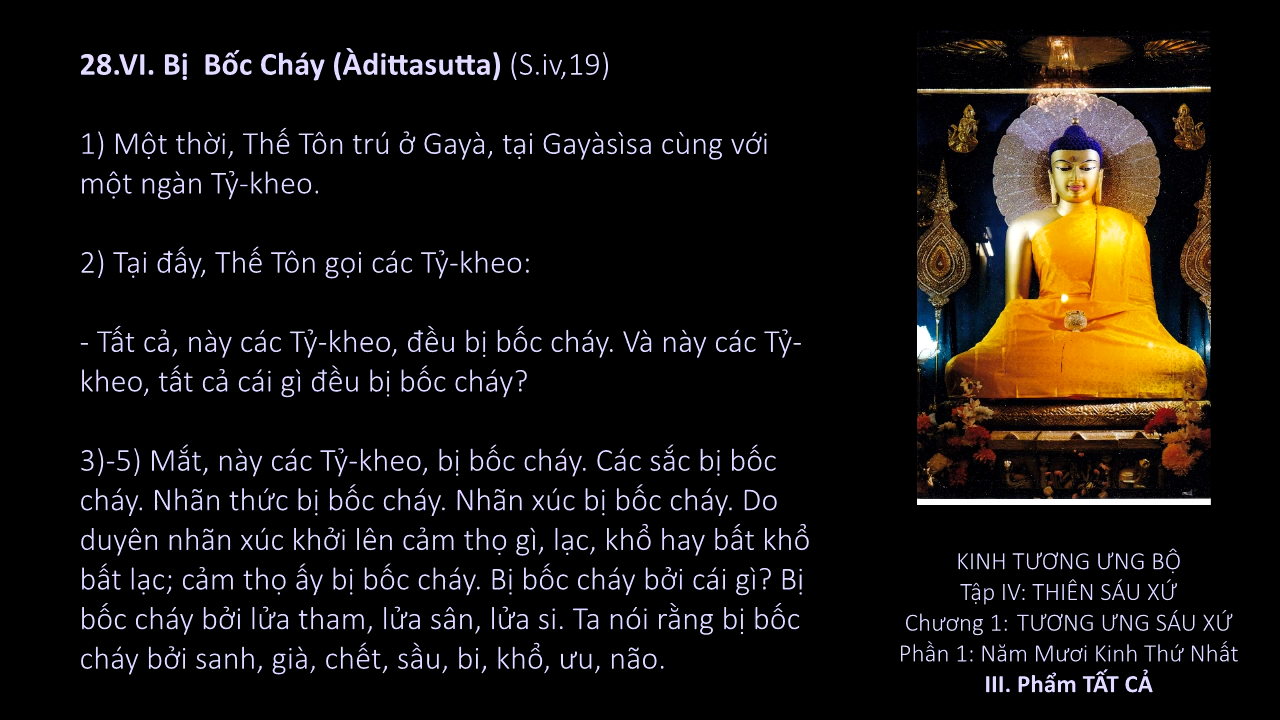 28.VI. Bị  Bốc Cháy (Àdittasutta) (S.iv,19)
1) Một thời, Thế Tôn trú ở Gayà, tại Gayàsìsa cùng với
một ngàn Tỷ-kheo.
2) Tại đấy, Thế Tôn gọi các Tỷ-kheo:
- Tất cả, này các Tỷ-kheo, đều bị bốc cháy. Và này các Tỷ-
kheo, tất cả cái gì đều bị bốc cháy?
3)-5) Mắt, này các Tỷ-kheo, bị bốc cháy. Các sắc bị bốc
cháy. Nhãn thức bị bốc cháy. Nhãn xúc bị bốc cháy. Do
duyên nhãn xúc khởi lên cảm thọ gì, lạc, khổ hay bất khổ
bất lạc; cảm thọ ấy bị bốc cháy. Bị bốc cháy bởi cái gì? Bị
bốc cháy bởi lửa tham, lửa sân, lửa si. Ta nói rằng bị bốc
cháy bởi sanh, già, chết, sầu, bi, khổ, ưu, não.
KINH TƯƠNG ƯNG BỘ
Tập IV: THIÊN SÁU XỨ
Chương 1: TƯƠNG ƯNG SÁU XỨ
Phần 1: Năm Mươi Kinh Thứ Nhất
III. Phẩm TẤT CẢ